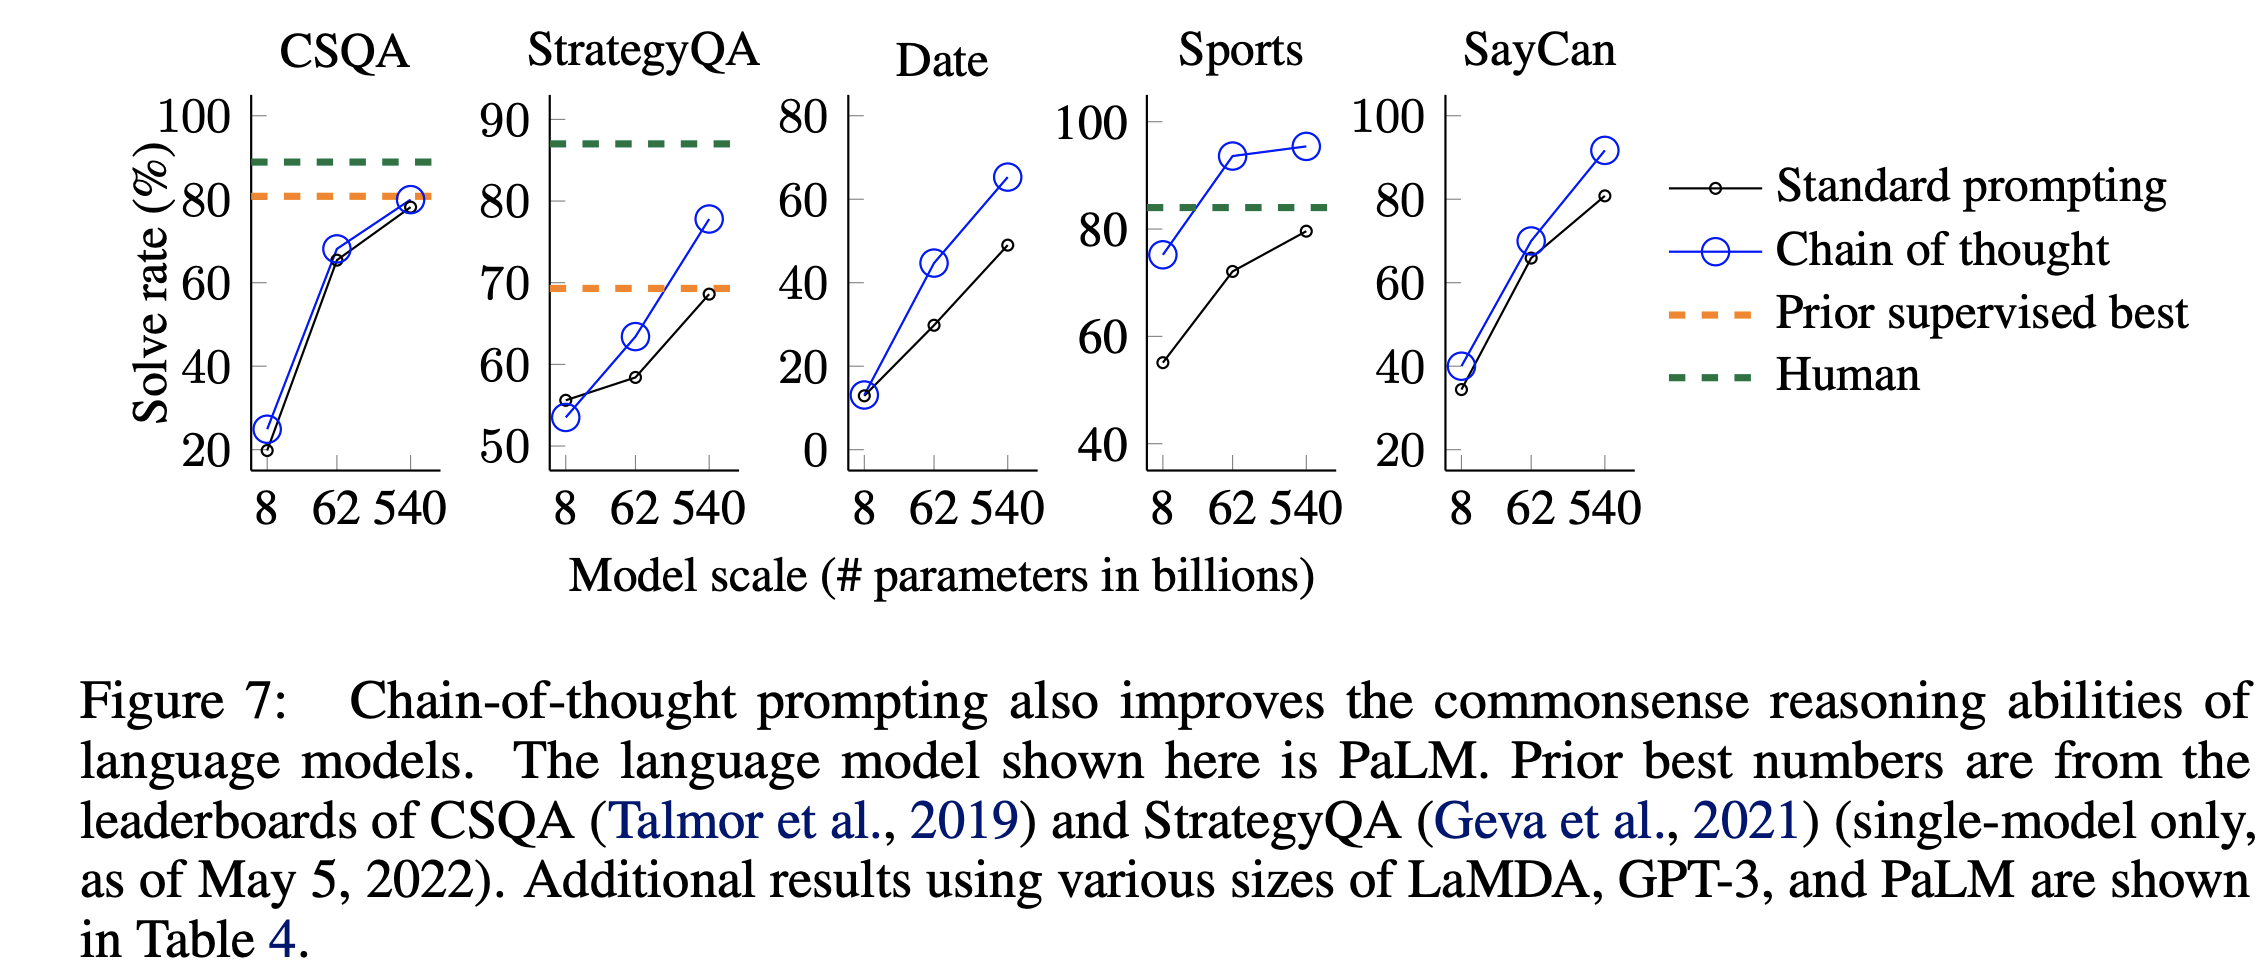 CSQA StrategyQA Date Sports SayCan
Solve rate (%)
100 90 80 100 100
80 80 60 80 80
60 70 40 60 60
40 60 20 40 40
20 50 0 20
8 62 540 8 62 540 8 62 540 8 62 540 8 62 540
Model scale (# parameters in billions)
Standard prompting
Chain of thought
Prior supervised best
Human
Figure 7: Chain-of-thought prompting also improves the commonsense reasoning abilities of
language models. The language model shown here is PaLM. Prior best numbers are from the
leaderboards of CSQA (Talmor et al., 2019) and StrategyQA (Geva et al., 2021) (single-model only,
as of May 5, 2022). Additional results using various sizes of LaMDA, GPT-3, and PaLM are shown
in Table 4.